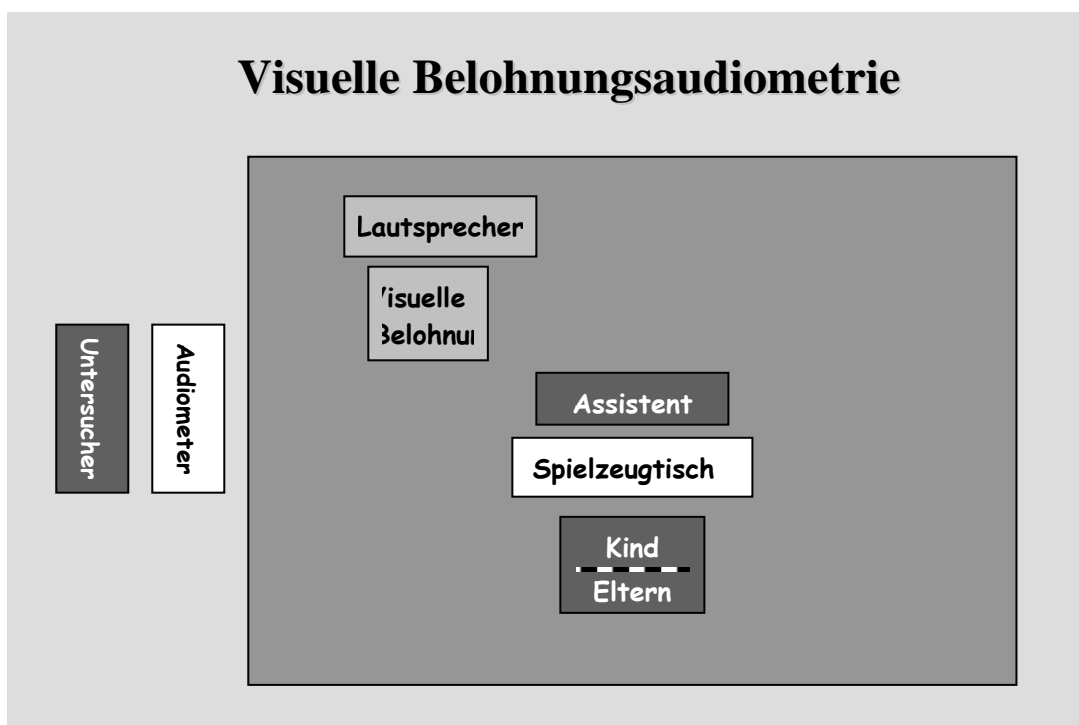 Visuelle Belohnungsaudiometrie
Lautsprecher
isuelle
Belohnu
Untersucher
Audiometer
Assistent
Spielzeugtisch
Kind
Eltern